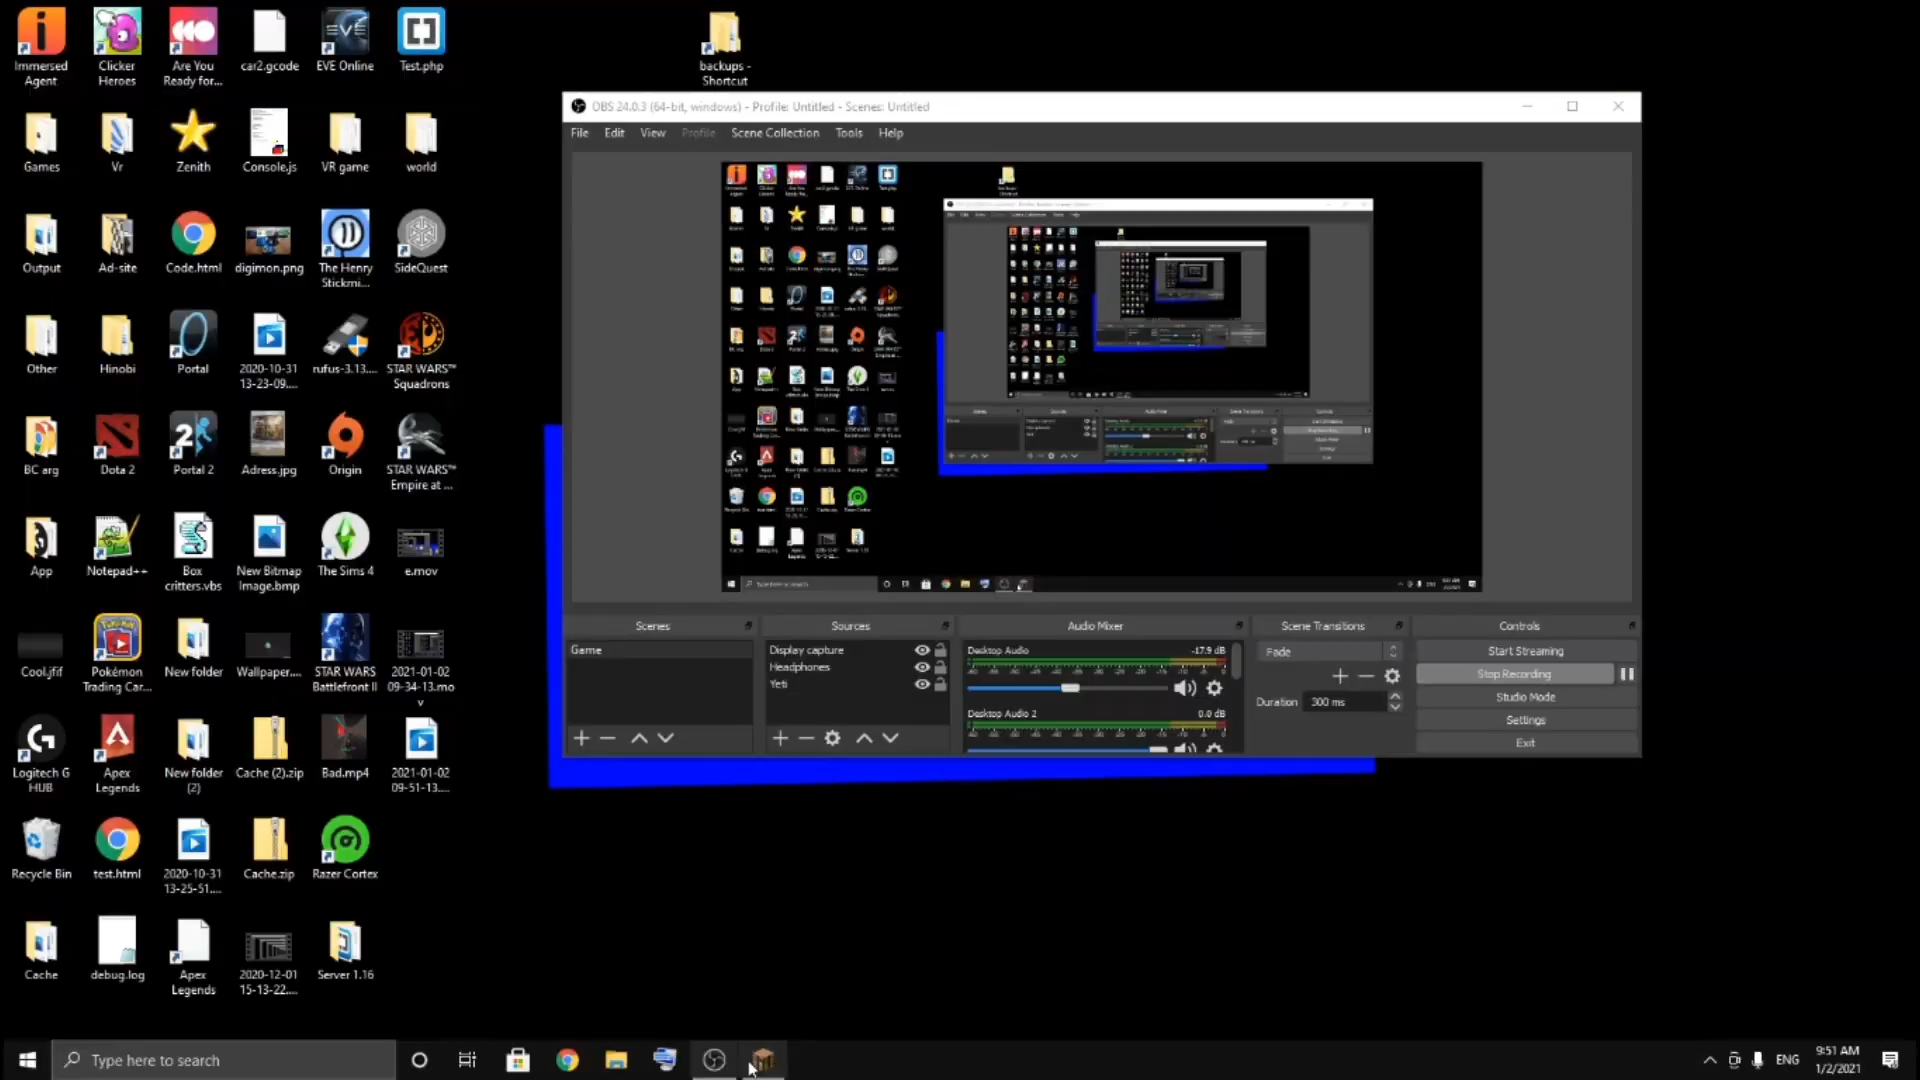 Immersed
Agent
Clicker
Heroes
Are You
Ready for...
car2.gcode
EVE Online
Test.php
backups -
Shortcut
Games
Vr
Zenith
Console.js
VR game
world
Output
Ad-site
Code.html
digimon.png
The Henry
Stickmi...
SideQuest
Other
Hinobi
Portal
2020-10-31
13-23-09....
rufus-3.13....
STAR WARS™
Squadrons
BC arg
Dota 2
Portal 2
Adress.jpg
Origin
STAR WARS™
Empire at ...
App
Notepad++
Box
critters.vbs
New Bitmap
Image.bmp
The Sims 4
e.mov
Cool.jfif
Pokémon
Trading Car...
New folder
Wallpaper....
STAR WARS
Battlefront II
2021-01-02
09-34-13.mo
v
Logitech G
HUB
Apex
Legends
New folder
(2)
Cache (2).zip
Bad.mp4
2021-01-02
09-51-13....
Recycle Bin
test.html
2020-10-31
13-25-51....
Cache.zip
Razer Cortex
Cache
debug.log
Apex
Legends
2020-12-01
15-13-22....
Server 1.16
OBS 24.0.3 (64-bit, windows) - Profile: Untitled - Scenes: Untitled
File Edit View Profile Scene Collection Tools Help
Scenes
Game
Sources
Display capture
Headphones
Yeti
Audio Mixer
Desktop Audio -17.9 dB
Desktop Audio 2 0.0 dB
Scene Transitions
Fade
Duration 300 ms
Controls
Start Streaming
Stop Recording
Studio Mode
Settings
Exit
Type here to search
ENG
9:51 AM
1/2/2021